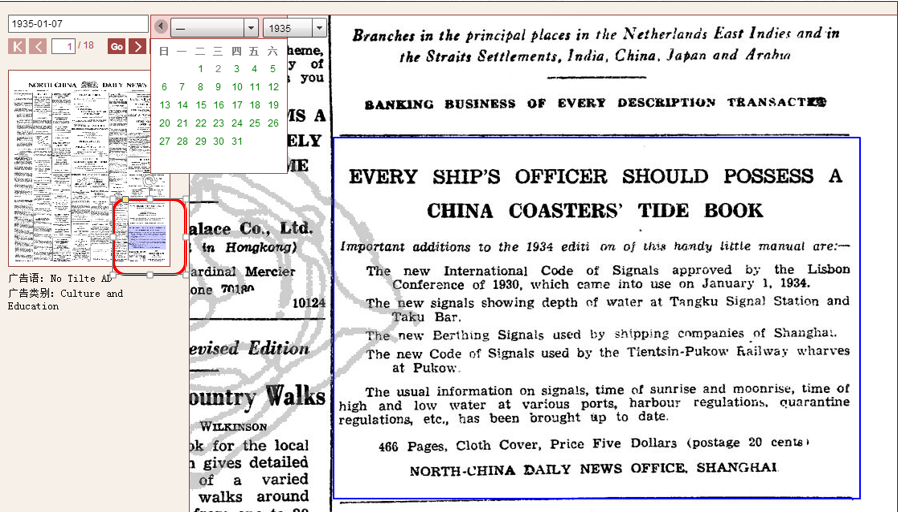 1935-01-07
1 / 18
Go
一
1935
日 一 二 三 四 五 六
1 2 3 4 5
6 7 8 9 10 11 12
13 14 15 16 17 18 19
20 21 22 23 24 25 26
27 28 29 30 31
NORTH CHINA DAILY NEWS
广告语: No Tilte AD
广告类别: Culture and
Education
heme,
y of
s you
IS A
ELY
ME
alace Co., Ltd.
in Hongkong)
ardinal Mercier
one 70180
10124
evised Edition
ountry Walks
WILKINSON
ok for the local
n gives detailed
of a varied
walks around
from one to 20
Branches in the principal places in the Netherlands East Indies and in
the Straits Settlements, India, China, Japan and Arabia
BANKING BUSINESS OF EVERY DESCRIPTION TRANSACTED
EVERY SHIP'S OFFICER SHOULD POSSESS A
CHINA COASTERS' TIDE BOOK
Important additions to the 1934 editi on of this handy little manual are:—
The new International Code of Signals approved by the Lisbon
Conference of 1930, which came into use on January 1, 1934.
The new signals showing depth of water at Tangku Signal Station and
Taku Bar.
The new Berthing Signals used by shipping companies of Shanghai.
The new Code of Signals used by the Tientsin-Pukow Railway wharves
at Pukow.
The usual information on signals, time of sunrise and moonrise, time of
high and low water at various ports, harbour regulations, quarantine
regulations, etc., has been brought up to date.
466 Pages, Cloth Cover, Price Five Dollars (postage 20 cents)
NORTH-CHINA DAILY NEWS OFFICE, SHANGHAI